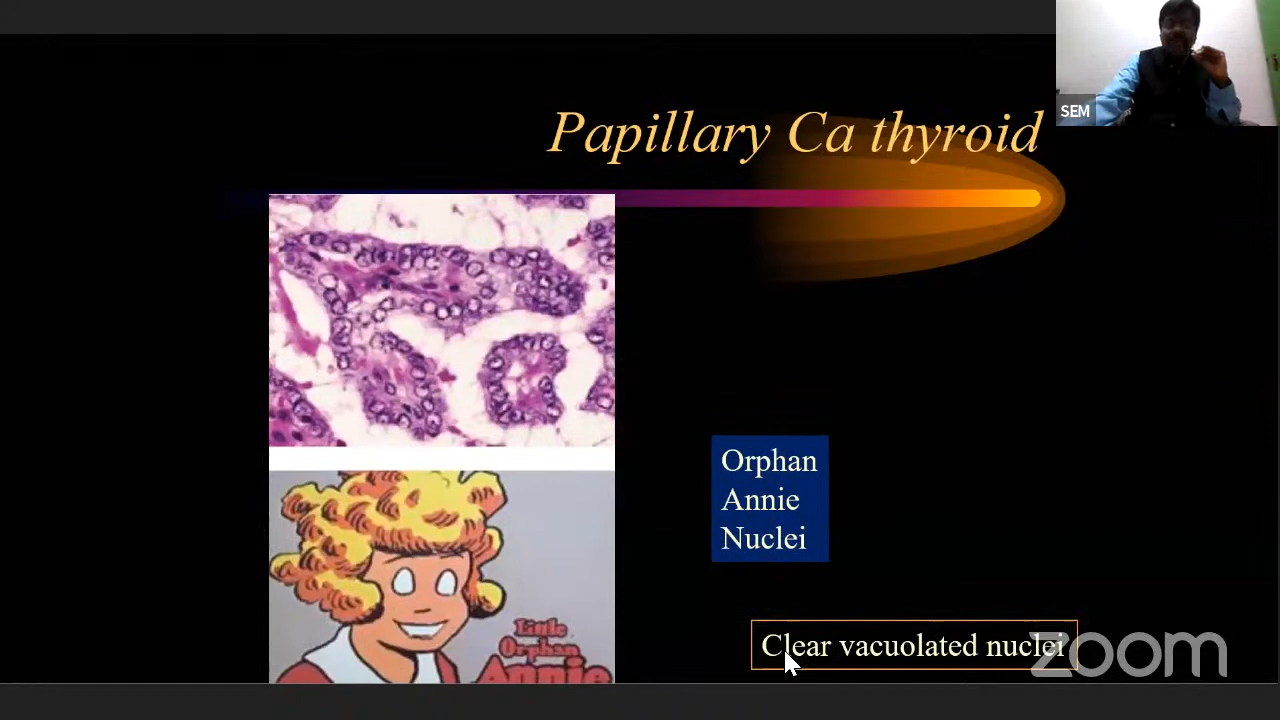 SEM
Papillary Ca thyroid
Orphan
Annie
Nuclei
Little
Orphan
Annie
Clear vacuolated nuclei
zoom